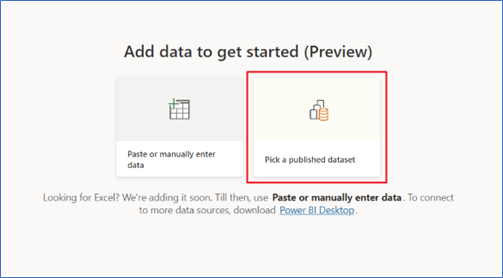 Add data to get started (Preview)
Paste or manually enter
data
Pick a published dataset
Looking for Excel? We're adding it soon. Till then, use Paste or manually enter data. To connect
to more data sources, download Power BI Desktop.